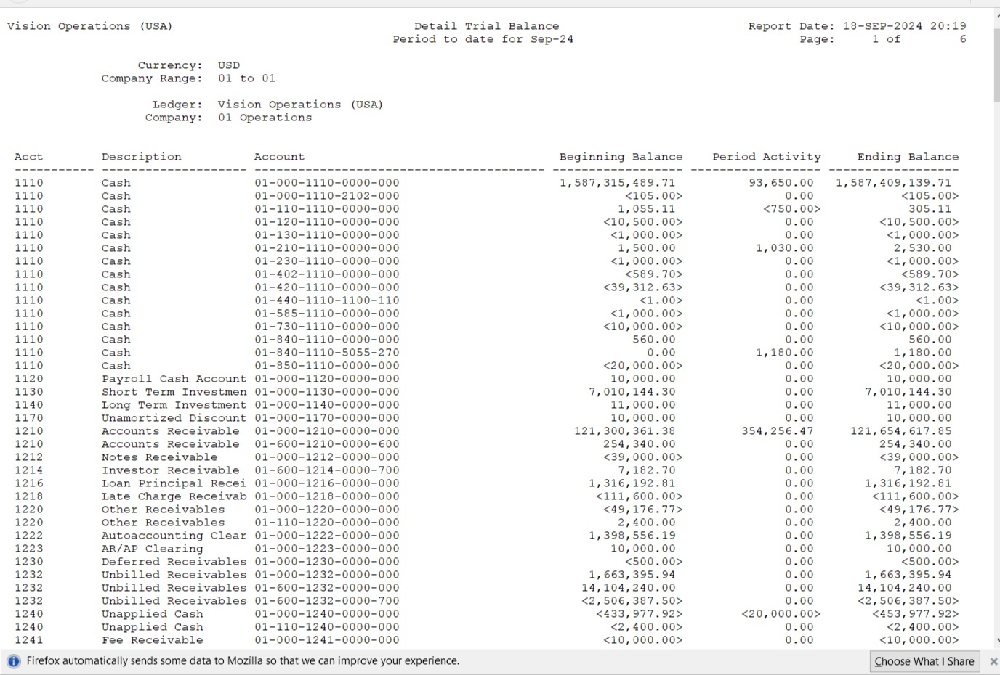 Vision Operations (USA) Detail Trial Balance Report Date: 18-SEP-2024 20:19
Period to date for Sep-24 Page: 1 of 6
Currency: USD
Company Range: 01 to 01
Ledger: Vision Operations (USA)
Company: 01 Operations
Acct Description Account Beginning Balance Period Activity Ending Balance
1110 Cash 01-000-1110-0000-000 1,587,315,489.71 93,650.00 1,587,409,139.71
1110 Cash 01-000-1110-2102-000 <105.00> 0.00 <105.00>
1110 Cash 01-110-1110-0000-000 1,055.11 <750.00> 305.11
1110 Cash 01-120-1110-0000-000 <10,500.00> 0.00 <10,500.00>
1110 Cash 01-130-1110-0000-000 <1,000.00> 0.00 <1,000.00>
1110 Cash 01-210-1110-0000-000 1,500.00 1,030.00 2,530.00
1110 Cash 01-230-1110-0000-000 <1,000.00> 0.00 <1,000.00>
1110 Cash 01-402-1110-0000-000 <589.70> 0.00 <589.70>
1110 Cash 01-420-1110-0000-000 <39,312.63> 0.00 <39,312.63>
1110 Cash 01-440-1110-1100-110 <1.00> 0.00 <1.00>
1110 Cash 01-585-1110-0000-000 <1,000.00> 0.00 <1,000.00>
1110 Cash 01-730-1110-0000-000 <10,000.00> 0.00 <10,000.00>
1110 Cash 01-840-1110-0000-000 560.00 0.00 560.00
1110 Cash 01-840-1110-5055-270 0.00 1,180.00 1,180.00
1110 Cash 01-850-1110-0000-000 <20,000.00> 0.00 <20,000.00>
1120 Payroll Cash Account 01-000-1120-0000-000 10,000.00 0.00 10,000.00
1130 Short Term Investmen 01-000-1130-0000-000 7,010,144.30 0.00 7,010,144.30
1140 Long Term Investment 01-000-1140-0000-000 11,000.00 0.00 11,000.00
1170 Unamortized Discount 01-000-1170-0000-000 10,000.00 0.00 10,000.00
1210 Accounts Receivable 01-000-1210-0000-000 121,300,361.38 354,256.47 121,654,617.85
1210 Accounts Receivable 01-600-1210-0000-600 254,340.00 0.00 254,340.00
1212 Notes Receivable 01-000-1212-0000-000 <39,000.00> 0.00 <39,000.00>
1214 Investor Receivable 01-600-1214-0000-700 7,182.70 0.00 7,182.70
1216 Loan Principal Recei 01-000-1216-0000-000 1,316,192.81 0.00 1,316,192.81
1218 Late Charge Receivab 01-000-1218-0000-000 <111,600.00> 0.00 <111,600.00>
1220 Other Receivables 01-000-1220-0000-000 <49,176.77> 0.00 <49,176.77>
1220 Other Receivables 01-110-1220-0000-000 2,400.00 0.00 2,400.00
1222 Autoaccounting Clear 01-000-1222-0000-000 1,398,556.19 0.00 1,398,556.19
1223 AR/AP Clearing 01-000-1223-0000-000 10,000.00 0.00 10,000.00
1230 Deferred Receivables 01-000-1230-0000-000 <500.00> 0.00 <500.00>
1232 Unbilled Receivables 01-000-1232-0000-000 1,663,395.94 0.00 1,663,395.94
1232 Unbilled Receivables 01-600-1232-0000-000 14,104,240.00 0.00 14,104,240.00
1232 Unbilled Receivables 01-600-1232-0000-700 <2,506,387.50> 0.00 <2,506,387.50>
1240 Unapplied Cash 01-000-1240-0000-000 <433,977.92> <20,000.00> <453,977.92>
1240 Unapplied Cash 01-110-1240-0000-000 <2,400.00> 0.00 <2,400.00>
1241 Fee Receivable 01-000-1241-0000-000 <10,000.00> 0.00 <10,000.00>
Firefox automatically sends some data to Mozilla so that we can improve your experience. Choose What I Share